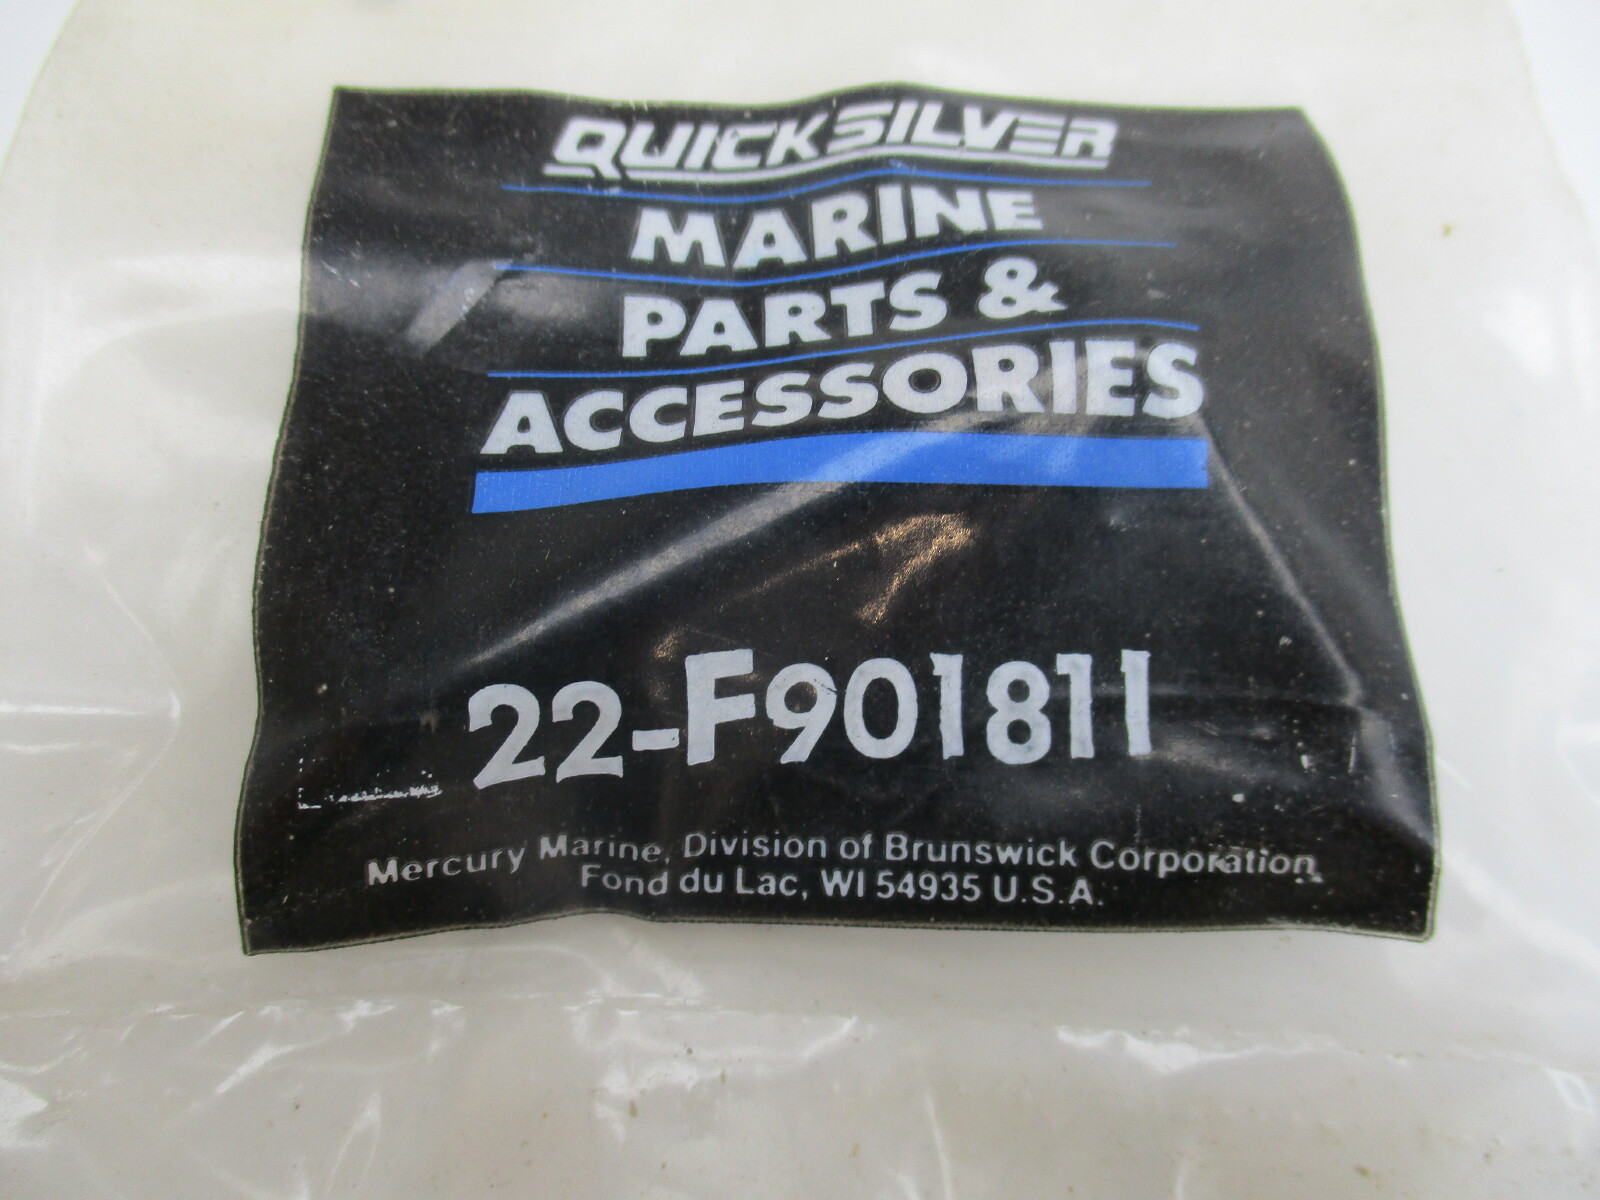 QUICKSILVER
MARINE
PARTS &
ACCESSORIES
22-F901811
Mercury Marine, Division of Brunswick Corporation
Fond du Lac, WI 54935 U.S.A.